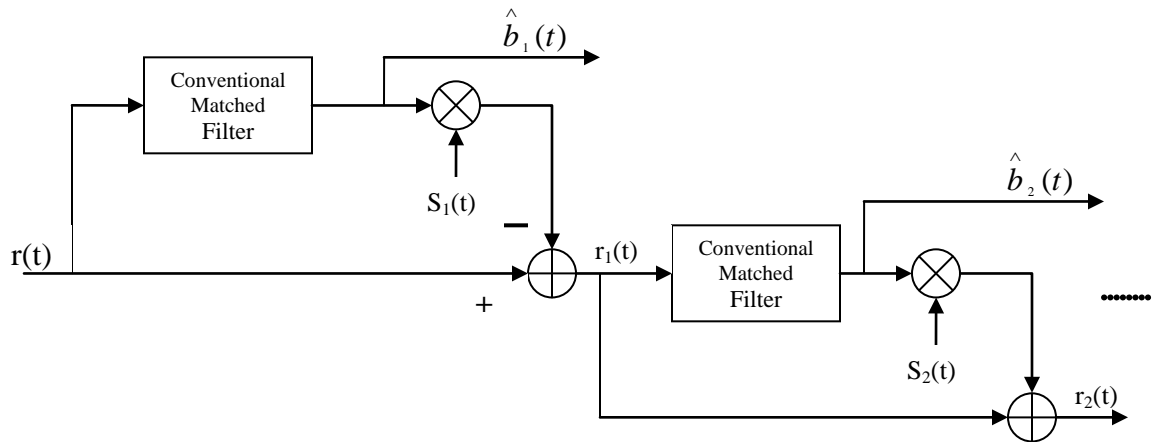 b̂₁(t)
Conventional
Matched
Filter
S₁(t)
−
r(t)
+
r₁(t)
b̂₂(t)
Conventional
Matched
Filter
S₂(t)
........
r₂(t)